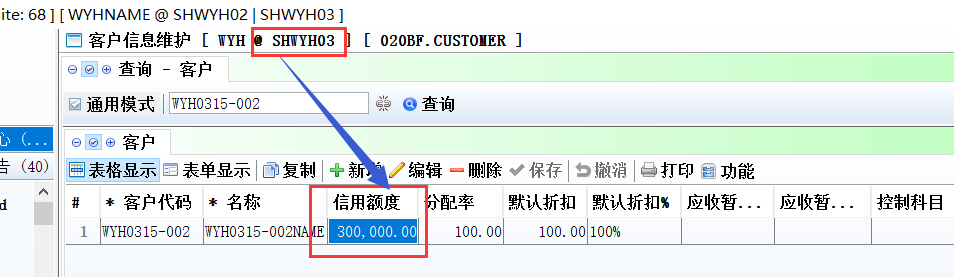 ite: 68 ] [ WYHNAME @ SHWYH02 | SHWYH03 ]
客户信息维护 [ WYH @ SHWYH03 ] [ 020BF.CUSTOMER ]
查询 - 客户
通用模式 WYH0315-002 查询
心 (...
客户
告 (40)
表格显示 表单显示 复制 新增 编辑 删除 保存 撤消 打印 功能
# * 客户代码 * 名称 信用额度 分配率 默认折扣 默认折扣% 应收暂... 应收暂... 控制科目
d
1 WYH0315-002 WYH0315-002NAME 300,000.00 100.00 100.00 100%